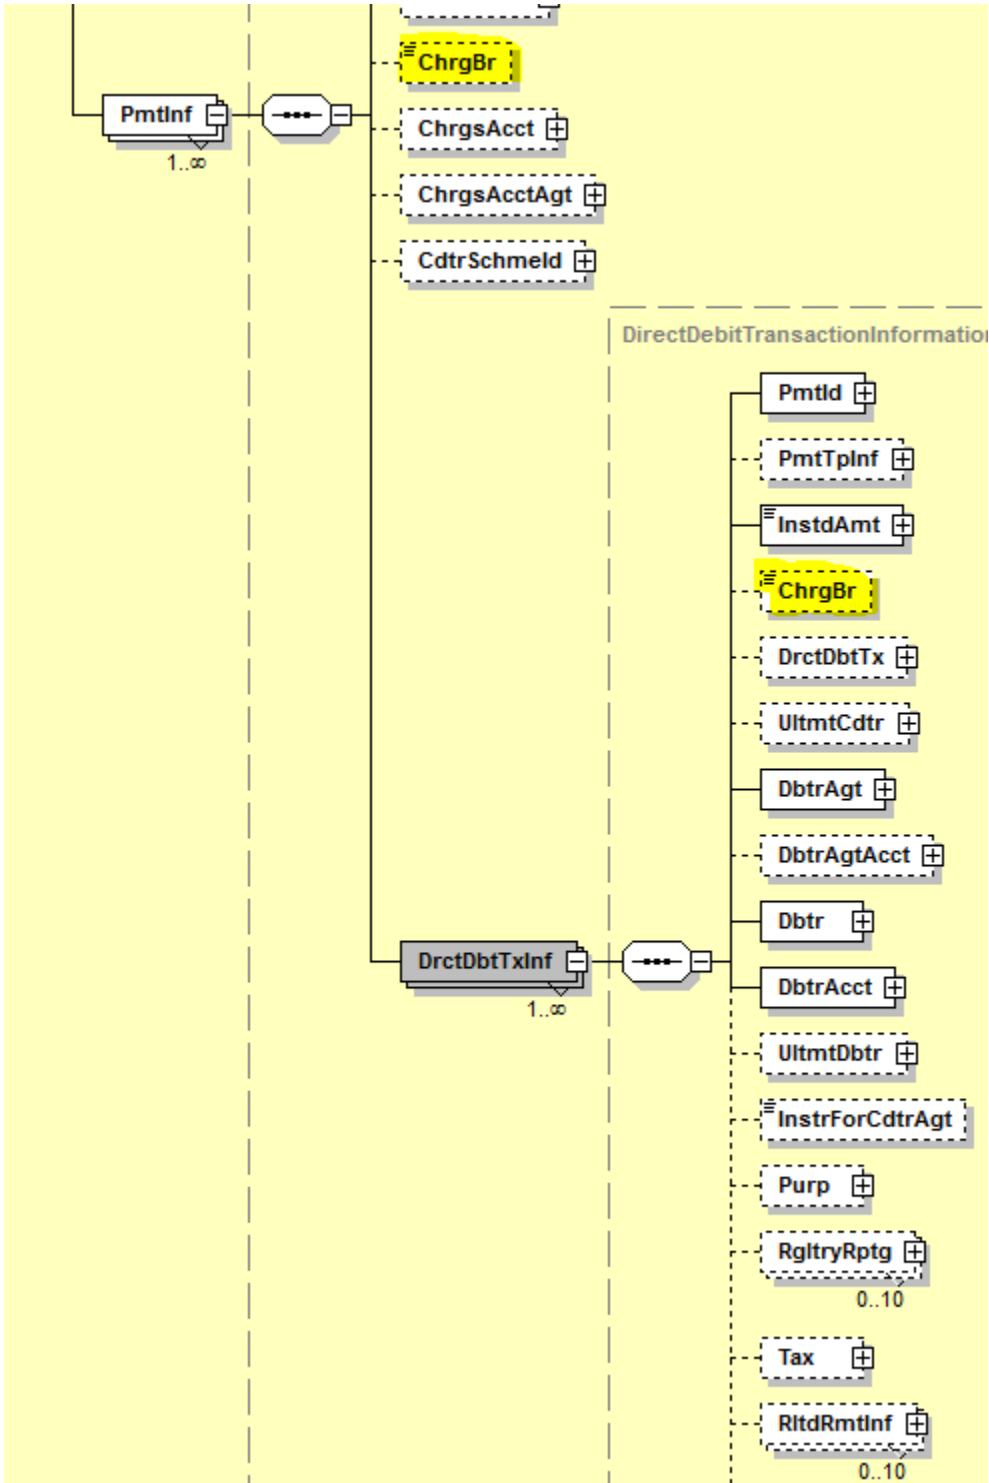 ChrgBr
PmtInf
1..∞
ChrgsAcct
ChrgsAcctAgt
CdtrSchmeId
DirectDebitTransactionInformation
PmtId
PmtTpInf
InstdAmt
ChrgBr
DrctDbtTx
UltmtCdtr
DbtrAgt
DbtrAgtAcct
Dbtr
DrctDbtTxInf
1..∞
DbtrAcct
UltmtDbtr
InstrForCdtrAgt
Purp
RgltryRptg
0..10
Tax
RltdRmtInf
0..10